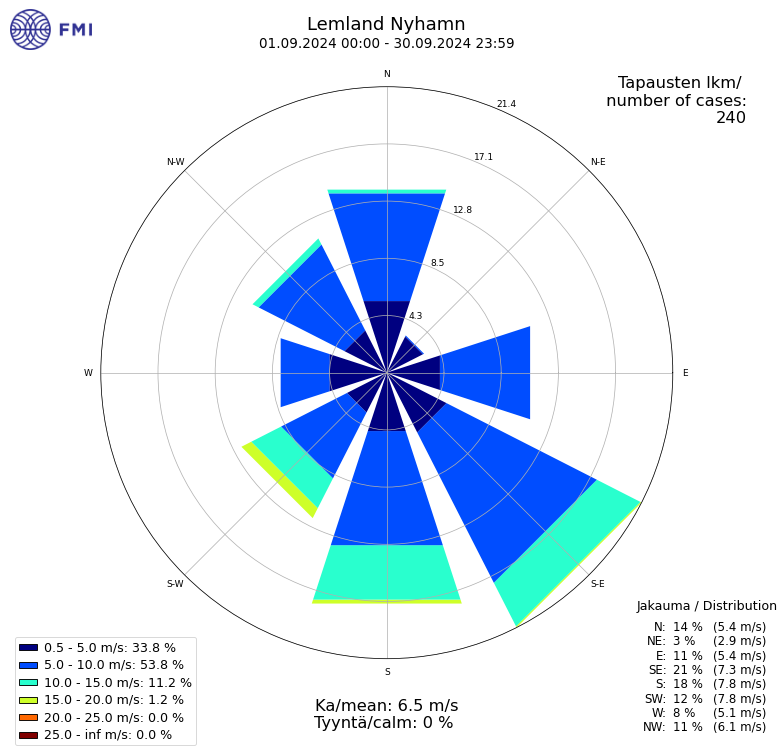 FMI
Lemland Nyhamn
01.09.2024 00:00 - 30.09.2024 23:59
Tapausten lkm/
number of cases:
240
N
21.4
N-W
17.1
N-E
12.8
8.5
4.3
W
E
S-W
S-E
S
Jakauma / Distribution
N: 14 % (5.4 m/s)
NE: 3 % (2.9 m/s)
E: 11 % (5.4 m/s)
SE: 21 % (7.3 m/s)
S: 18 % (7.8 m/s)
SW: 12 % (7.8 m/s)
W: 8 % (5.1 m/s)
NW: 11 % (6.1 m/s)
0.5 - 5.0 m/s: 33.8 %
5.0 - 10.0 m/s: 53.8 %
10.0 - 15.0 m/s: 11.2 %
15.0 - 20.0 m/s: 1.2 %
20.0 - 25.0 m/s: 0.0 %
25.0 - inf m/s: 0.0 %
Ka/mean: 6.5 m/s
Tyyntä/calm: 0 %